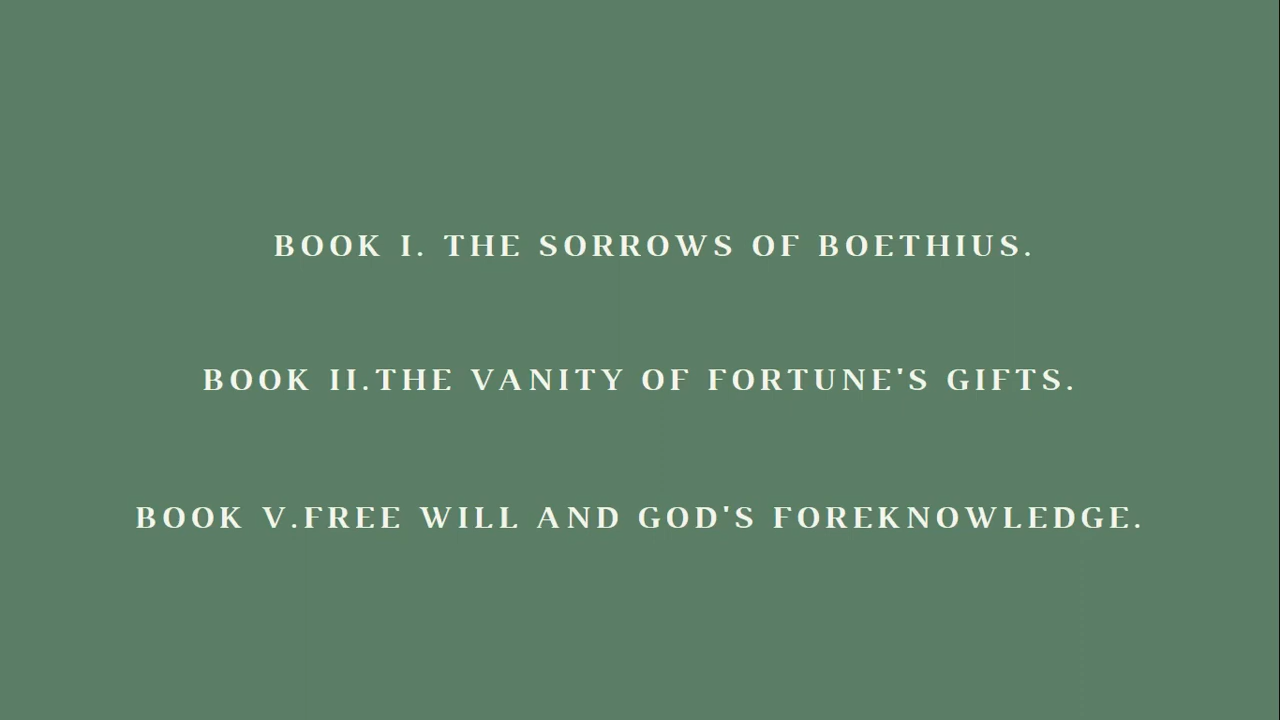 BOOK I. THE SORROWS OF BOETHIUS.
BOOK II.THE VANITY OF FORTUNE'S GIFTS.
BOOK V.FREE WILL AND GOD'S FOREKNOWLEDGE.